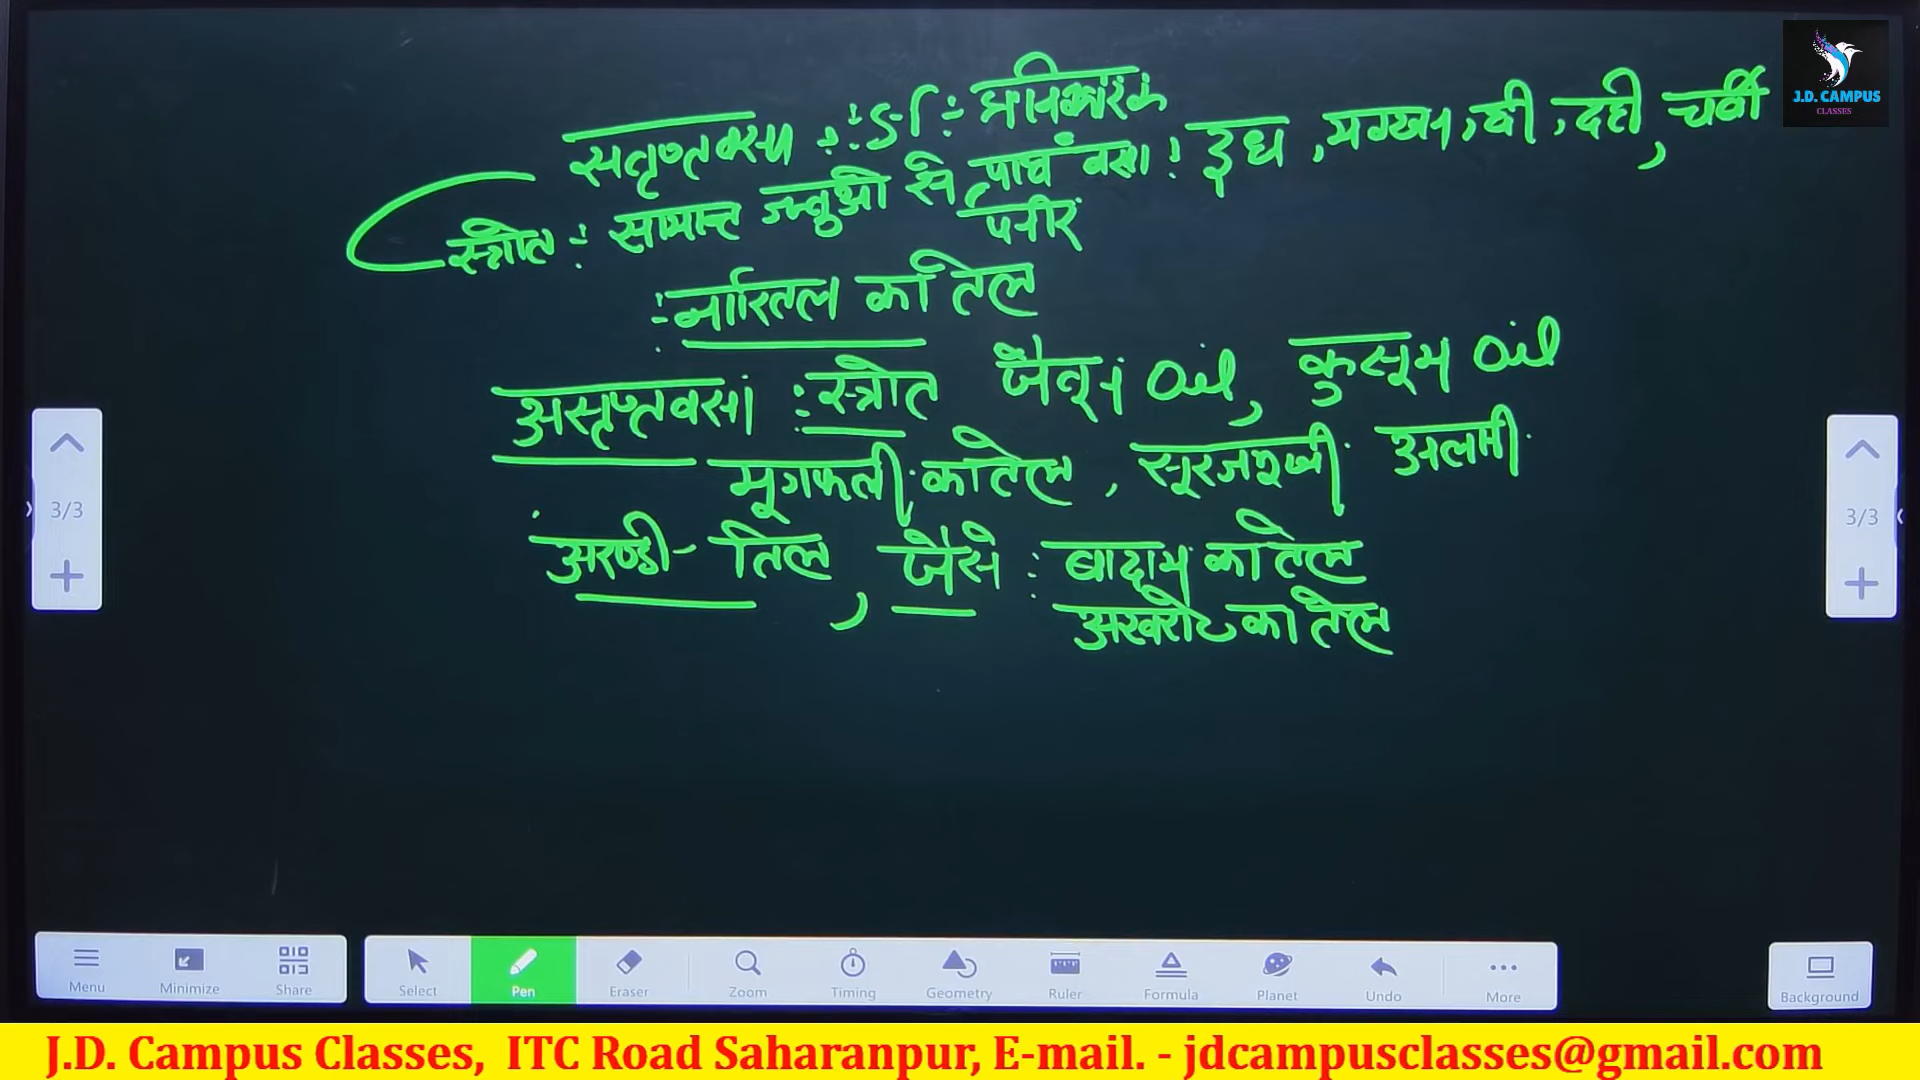 संतृप्त वसा :- हानिकारक
स्त्रोत :- सामान्त जन्तुओ से प्राप्त वसा : दूध , मख्खन , घी , दही , चर्बी
पनीर
:- नारियल का तेल
असंतृप्त वसा : स्त्रोत जैतून Oil, कुसूम Oil
मूगफली का तेल , सूरजमुखी अलसी
अरण्डी - तिल , जैसे : बादाम का तेल
अखरोट का तेल
J.D. CAMPUS
CLASSES
3/3
3/3
Menu Minimize Share Select Pen Eraser Zoom Timing Geometry Ruler Formula Planet Undo More Background
J.D. Campus Classes, ITC Road Saharanpur, E-mail. - jdcampusclasses@gmail.com